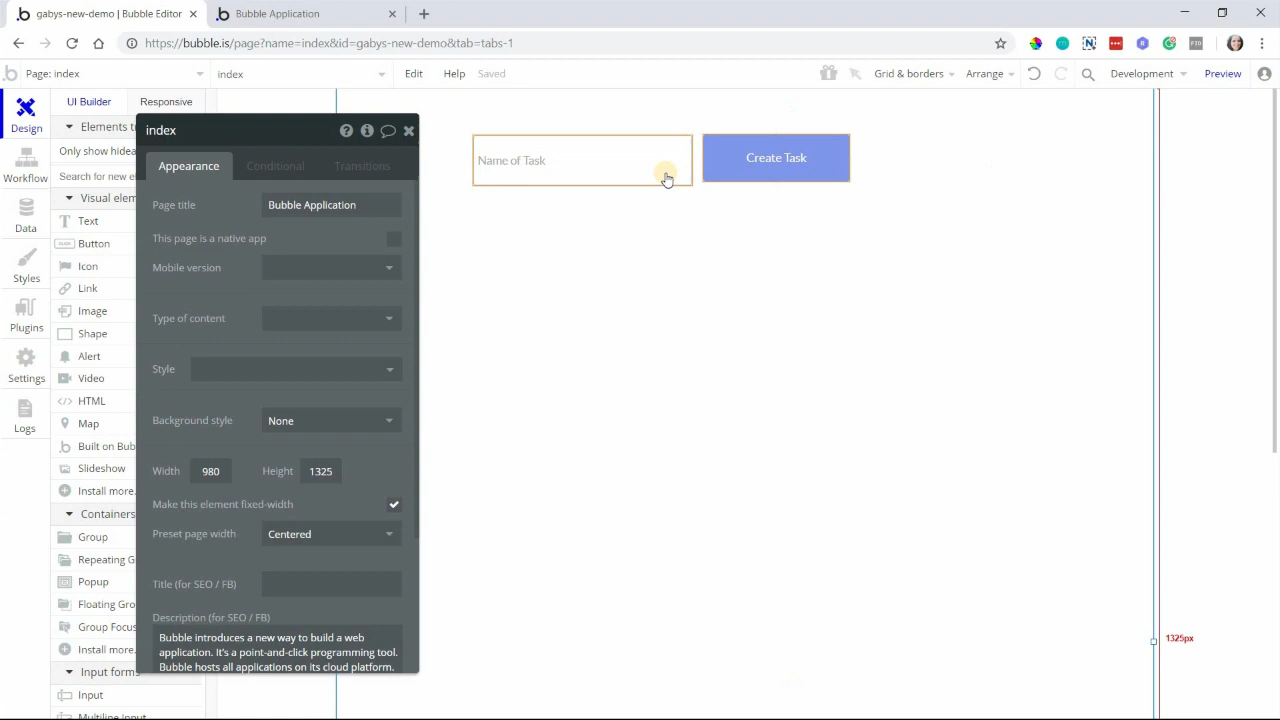 gabys-new-demo | Bubble Editor
Bubble Application
https://bubble.is/page?name=index&id=gabys-new-demo&tab=tabs-1
Page: index
index
Edit
Help
Saved
Grid & borders
Arrange
Development
Preview
Design
Workflow
Data
Styles
Plugins
Settings
Logs
UI Builder
Responsive
Elements t
Only show hidea
Search for new el
Visual elem
Text
CLICK
Button
Icon
Link
Image
Shape
Alert
Video
HTML
Map
Built on Bub
Slideshow
Install more.
Containers
Group
Repeating G
Popup
Floating Gro
Group Focus
Install more.
Input forms
Input
Multiline Input
index
Appearance
Conditional
Transitions
Page title
Bubble Application
This page is a native app
Mobile version
Type of content
Style
Background style
None
Width
980
Height
1325
Make this element fixed-width
Preset page width
Centered
Title (for SEO / FB)
Description (for SEO / FB)
Bubble introduces a new way to build a web
application. It's a point-and-click programming tool.
Bubble hosts all applications on its cloud platform.
Name of Task
Create Task
1325px